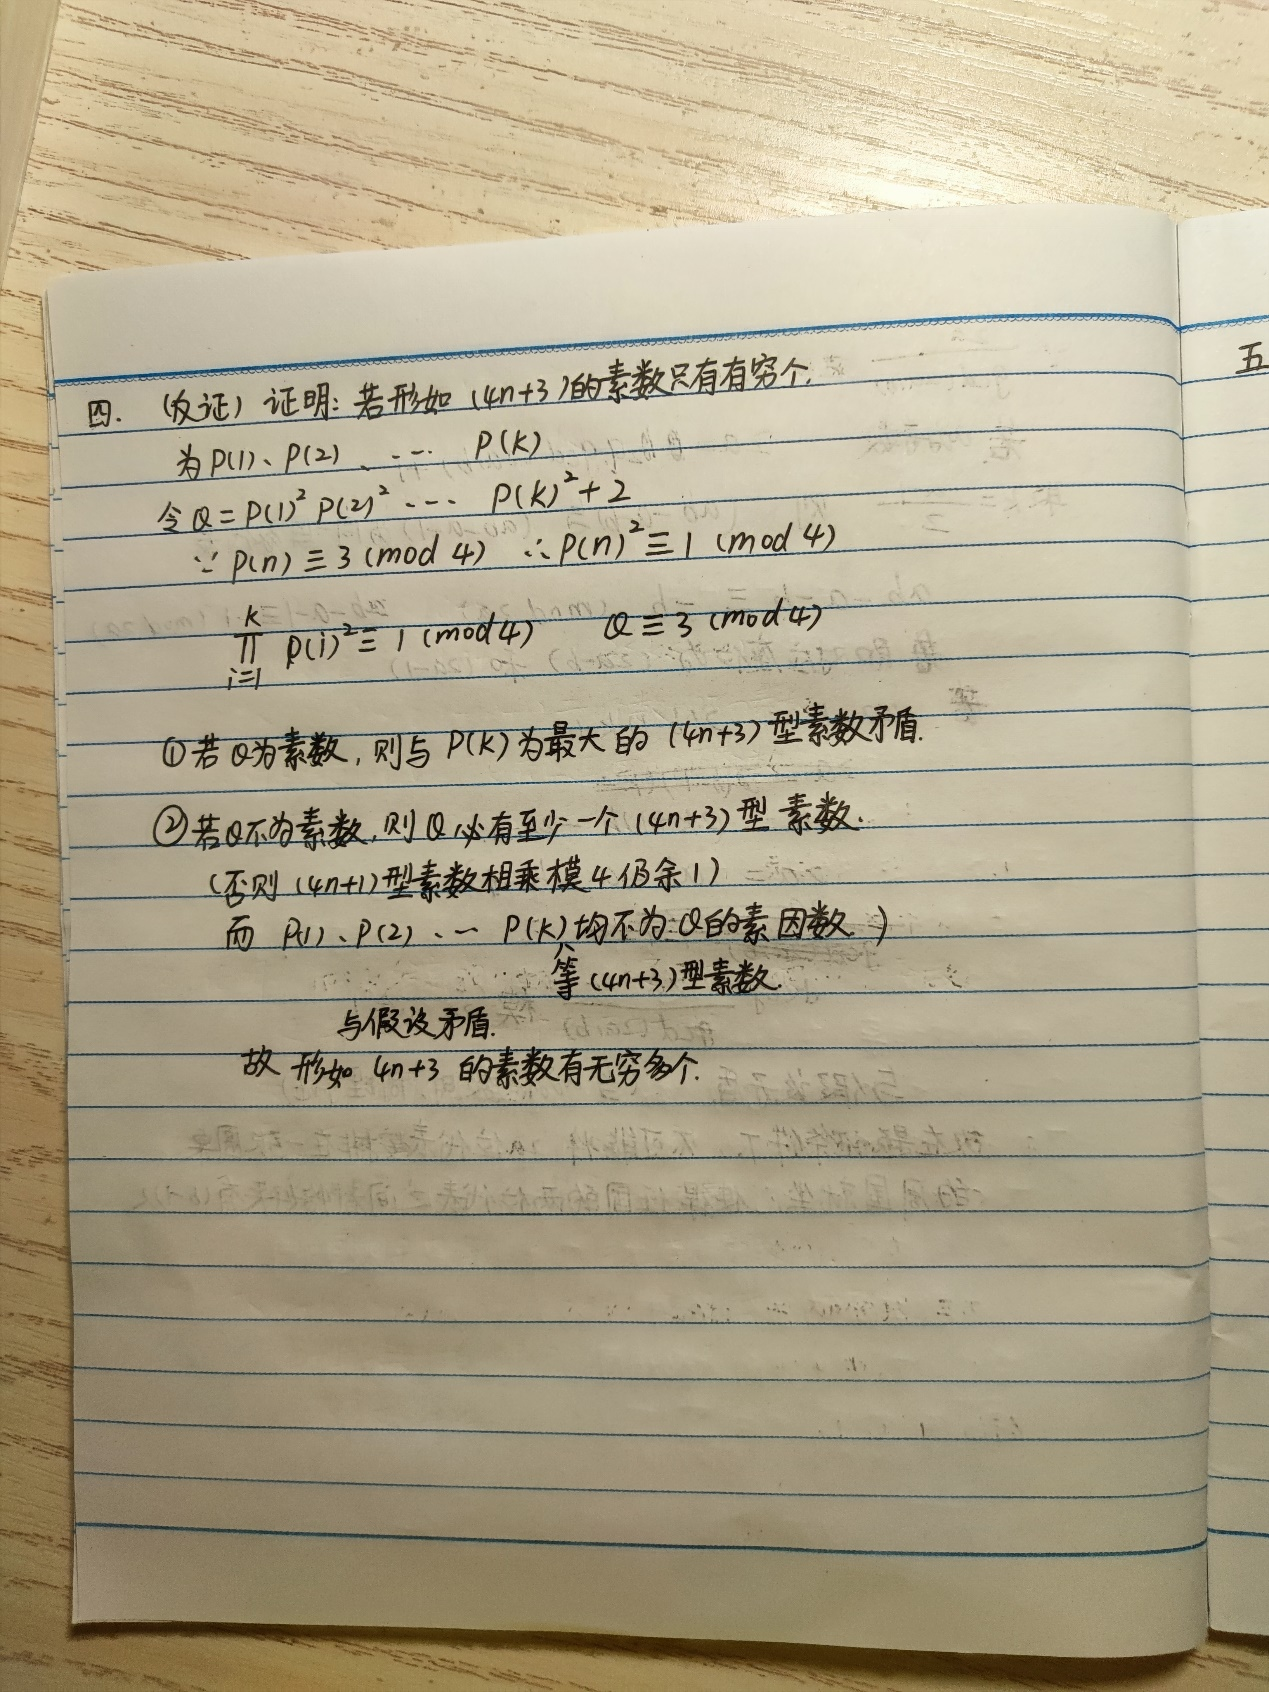 四. (反证) 证明: 若形如 (4n+3)的素数只有有穷个.
为P(1)、P(2) 、… P(K)
令 Q = P(1)² P(2)² … P(K)² + 2
∵ P(n) ≡ 3 (mod 4) ∴ P(n)² ≡ 1 (mod 4)
k
∏ P(i)² ≡ 1 (mod 4) Q ≡ 3 (mod 4)
i=1
①若Q为素数, 则与 P(K)为最大的 (4n+3)型素数矛盾.
②若Q不为素数, 则Q必有至少一个 (4n+3)型 素数.
(否则 (4n+1)型素数相乘模4仍余1)
而 P(1)、P(2) 、… P(K)均不为Q的素因数. )
等(4n+3)型素数.
与假设矛盾.
故 形如 4n+3 的素数有无穷多个.
五